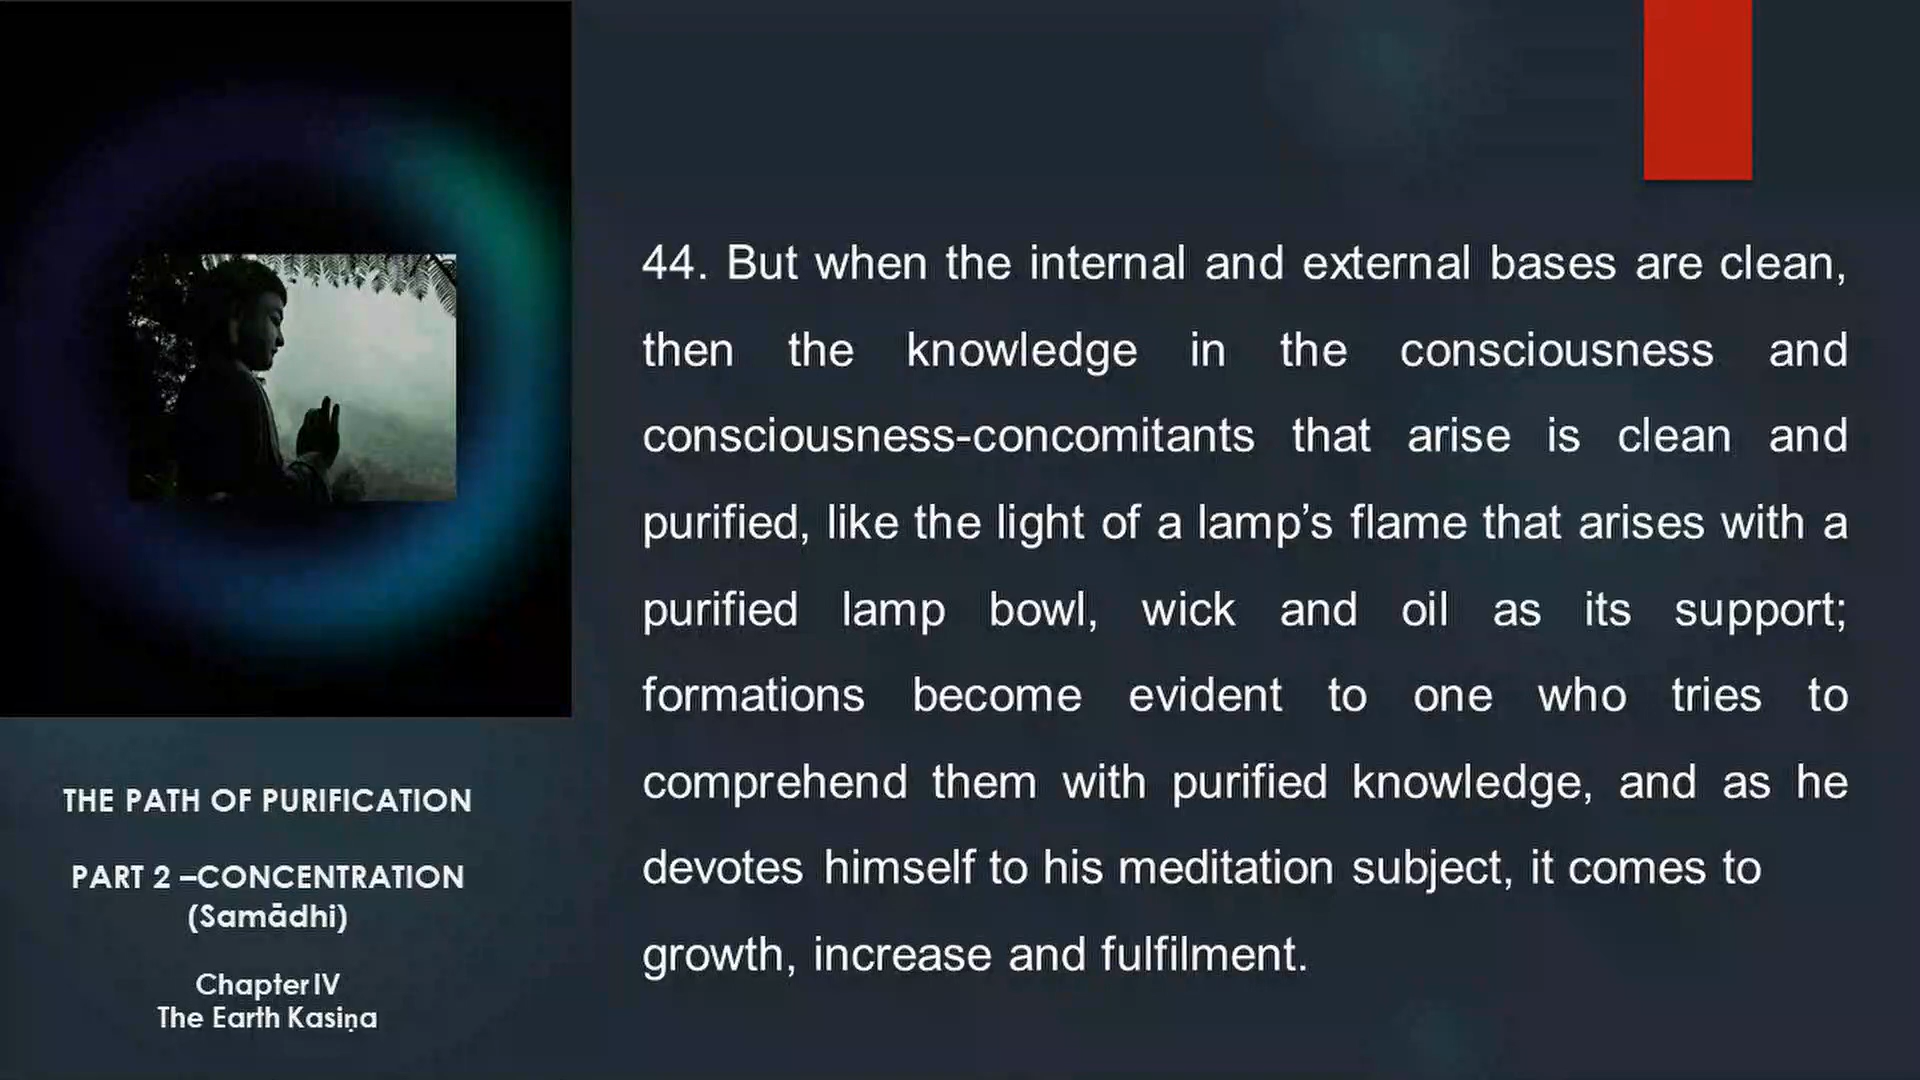 44. But when the internal and external bases are clean,
then the knowledge in the consciousness and
consciousness-concomitants that arise is clean and
purified, like the light of a lamp’s flame that arises with a
purified lamp bowl, wick and oil as its support;
formations become evident to one who tries to
comprehend them with purified knowledge, and as he
devotes himself to his meditation subject, it comes to
growth, increase and fulfilment.
THE PATH OF PURIFICATION
PART 2 –CONCENTRATION
(Samādhi)
Chapter IV
The Earth Kasiṇa